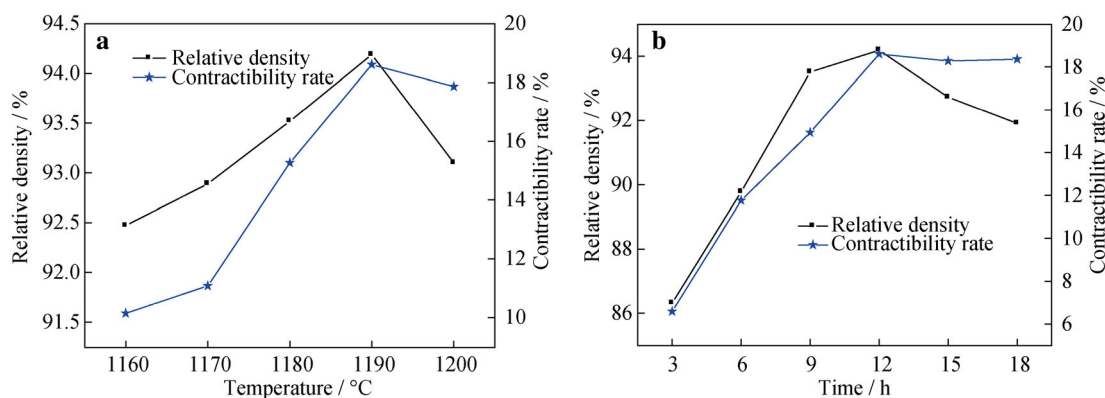 a
Relative density / %
94.5
94.0
93.5
93.0
92.5
92.0
91.5
Relative density
Contractibility rate
20
18
16
14
12
10
Contractibility rate / %
1160 1170 1180 1190 1200
Temperature / °C
b
Relative density / %
94
92
90
88
86
Relative density
Contractibility rate
20
18
16
14
12
10
8
6
Contractibility rate / %
3 6 9 12 15 18
Time / h